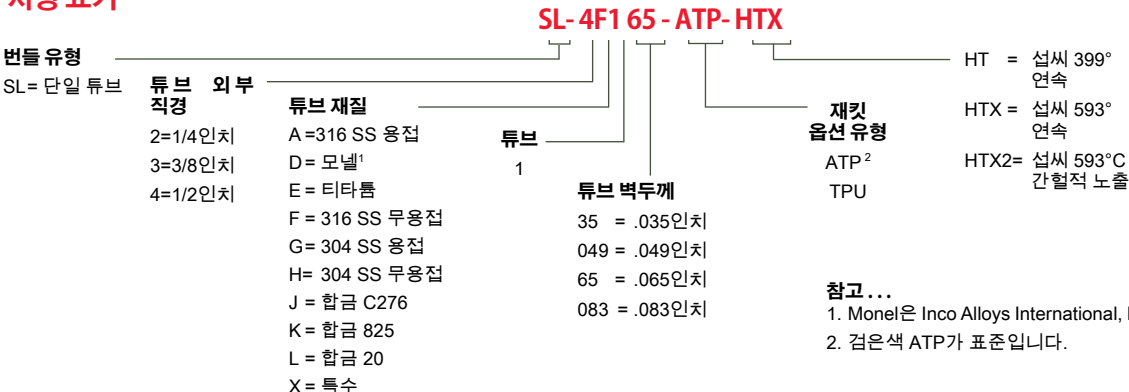 SL- 4F1 65 - ATP- HTX
번들 유형
SL= 단일 튜브
튜브 외부
직경
2=1/4인치
3=3/8인치
4=1/2인치
튜브 재질
A =316 SS 용접
D= 모넬¹
E = 티타튬
F = 316 SS 무용접
G= 304 SS 용접
H= 304 SS 무용접
J = 합금 C276
K= 합금 825
L = 합금 20
X= 특수
튜브
1
튜브 벽두께
35 = .035인치
049 = .049인치
65 = .065인치
083 = .083인치
재킷
옵션 유형
ATP ²
TPU
HT = 섭씨 399°
연속
HTX = 섭씨 593°
연속
HTX2= 섭씨 593°C
간헐적 노출
참고 . . .
1. Monel은 Inco Alloys International,
2. 검은색 ATP가 표준입니다.